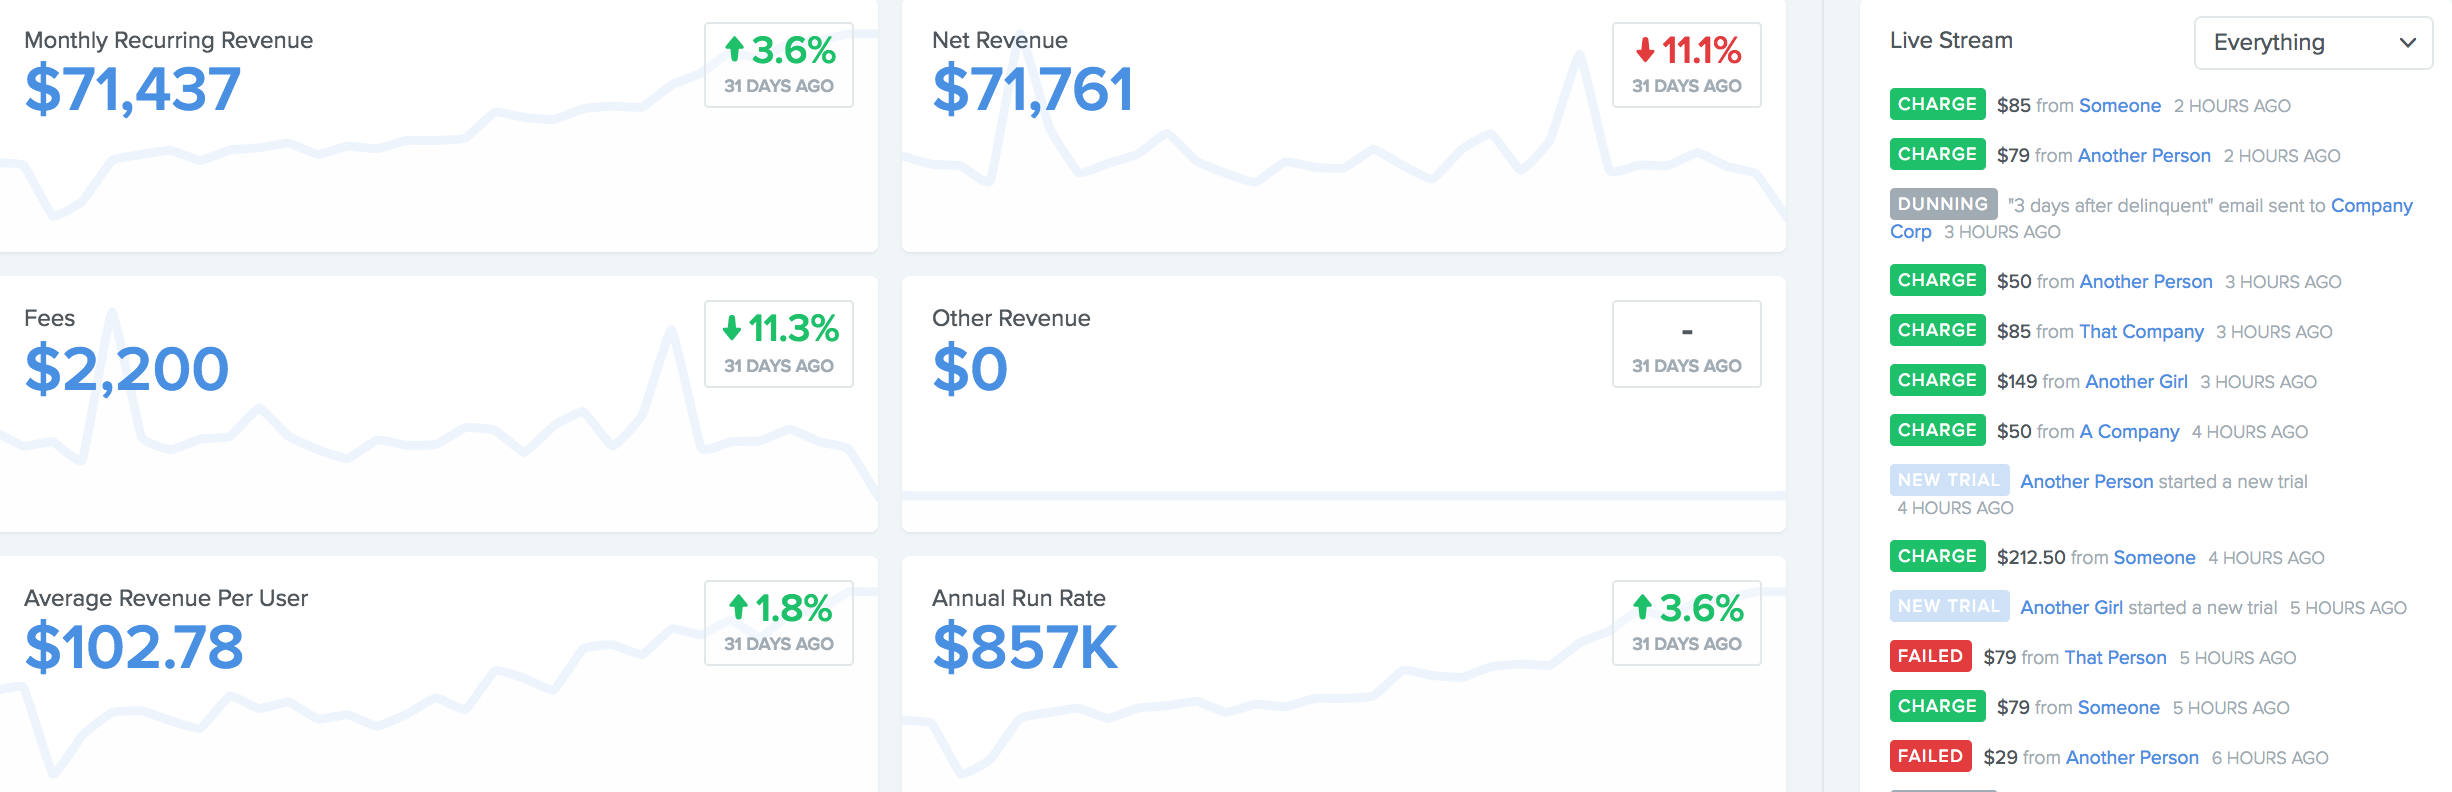 Monthly Recurring Revenue
$71,437
3.6%
31 DAYS AGO
Net Revenue
$71,761
11.1%
31 DAYS AGO
Fees
$2,200
11.3%
31 DAYS AGO
Other Revenue
$0
-
31 DAYS AGO
Average Revenue Per User
$102.78
1.8%
31 DAYS AGO
Annual Run Rate
$857K
3.6%
31 DAYS AGO
Live Stream
Everything
CHARGE $85 from Someone 2 HOURS AGO
CHARGE $79 from Another Person 2 HOURS AGO
DUNNING "3 days after delinquent" email sent to Company
Corp 3 HOURS AGO
CHARGE $50 from Another Person 3 HOURS AGO
CHARGE $85 from That Company 3 HOURS AGO
CHARGE $149 from Another Girl 3 HOURS AGO
CHARGE $50 from A Company 4 HOURS AGO
NEW TRIAL Another Person started a new trial
4 HOURS AGO
CHARGE $212.50 from Someone 4 HOURS AGO
NEW TRIAL Another Girl started a new trial 5 HOURS AGO
FAILED $79 from That Person 5 HOURS AGO
CHARGE $79 from Someone 5 HOURS AGO
FAILED $29 from Another Person 6 HOURS AGO